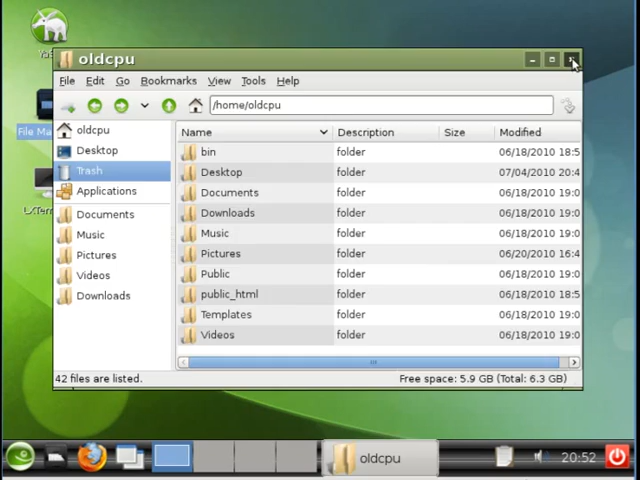 oldcpu
File Edit Go Bookmarks View Tools Help
/home/oldcpu
oldcpu
Desktop
Trash
Applications
Documents
Music
Pictures
Videos
Downloads
Name Description Size Modified
bin folder 06/18/2010 18:5
Desktop folder 07/04/2010 20:4
Documents folder 06/18/2010 19:0
Downloads folder 06/18/2010 19:0
Music folder 06/18/2010 19:0
Pictures folder 06/20/2010 16:4
Public folder 06/18/2010 19:0
public_html folder 06/18/2010 18:5
Templates folder 06/18/2010 19:0
Videos folder 06/18/2010 19:0
42 files are listed. Free space: 5.9 GB (Total: 6.3 GB)
File Ma
LXTer
oldcpu 20:52